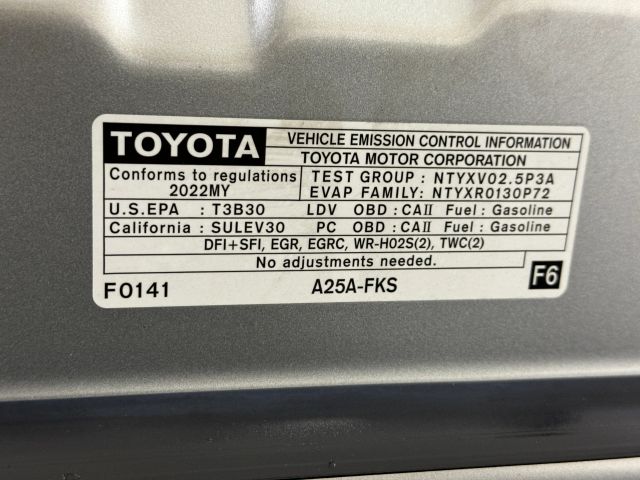 TOYOTA VEHICLE EMISSION CONTROL INFORMATION
TOYOTA MOTOR CORPORATION
Conforms to regulations
2022MY
TEST GROUP : NTYXV02.5P3A
EVAP FAMILY: NTYXR0130P72
U.S.EPA : T3B30 LDV OBD : CAII Fuel : Gasoline
California : SULEV30 PC OBD : CAII Fuel : Gasoline
DFI+SFI, EGR, EGRC, WR-HO2S(2), TWC(2)
No adjustments needed.
F0141 A25A-FKS F6